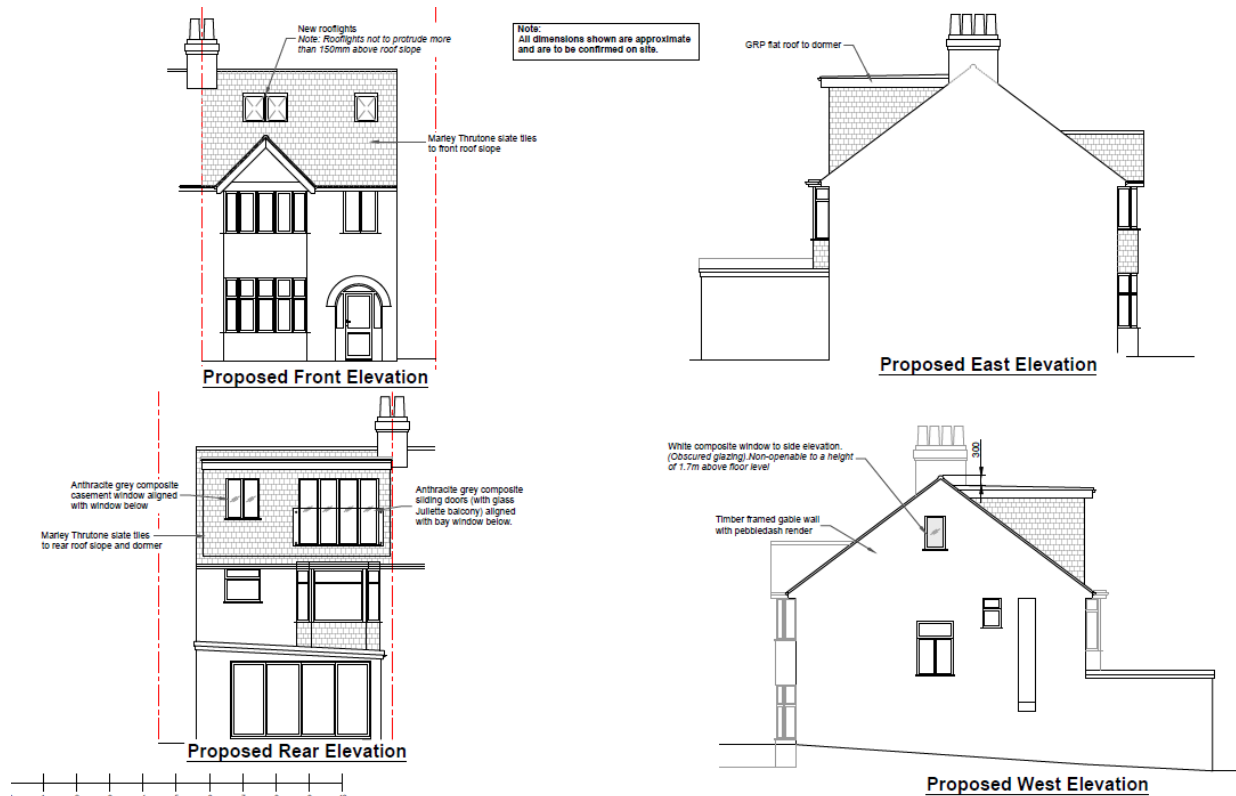 New rooflights
Note: Rooflights not to protrude more
than 150mm above roof slope
Note:
All dimensions shown are approximate
and are to be confirmed on site.
GRP flat roof to dormer
Marley Thrutone slate tiles
to front roof slope
Proposed Front Elevation
Proposed East Elevation
Anthracite grey composite
casement window aligned
with window below
Marley Thrutone slate tiles
to rear roof slope and dormer
Anthracite grey composite
sliding doors (with glass
Juliette balcony) aligned
with bay window below.
Proposed Rear Elevation
White composite window to side elevation.
(Obscured glazing).Non-openable to a height
of 1.7m above floor level
300
Timber framed gable wall
with pebbledash render
Proposed West Elevation